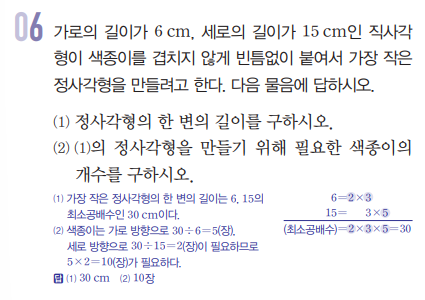 06 가로의 길이가 6 cm, 세로의 길이가 15 cm인 직사각
형이 색종이를 겹치지 않게 빈틈없이 붙여서 가장 작은
정사각형을 만들려고 한다. 다음 물음에 답하시오.
(1) 정사각형의 한 변의 길이를 구하시오.
(2) (1)의 정사각형을 만들기 위해 필요한 색종이의
개수를 구하시오.
(1) 가장 작은 정사각형의 한 변의 길이는 6, 15의
최소공배수인 30 cm이다.
(2) 색종이는 가로 방향으로 30÷6=5(장),
세로 방향으로 30÷15=2(장)이 필요하므로
5×2=10(장)가 필요하다.
6=2×3
15= 3×5
(최소공배수)=2×3×5=30
답 (1) 30 cm (2) 10장